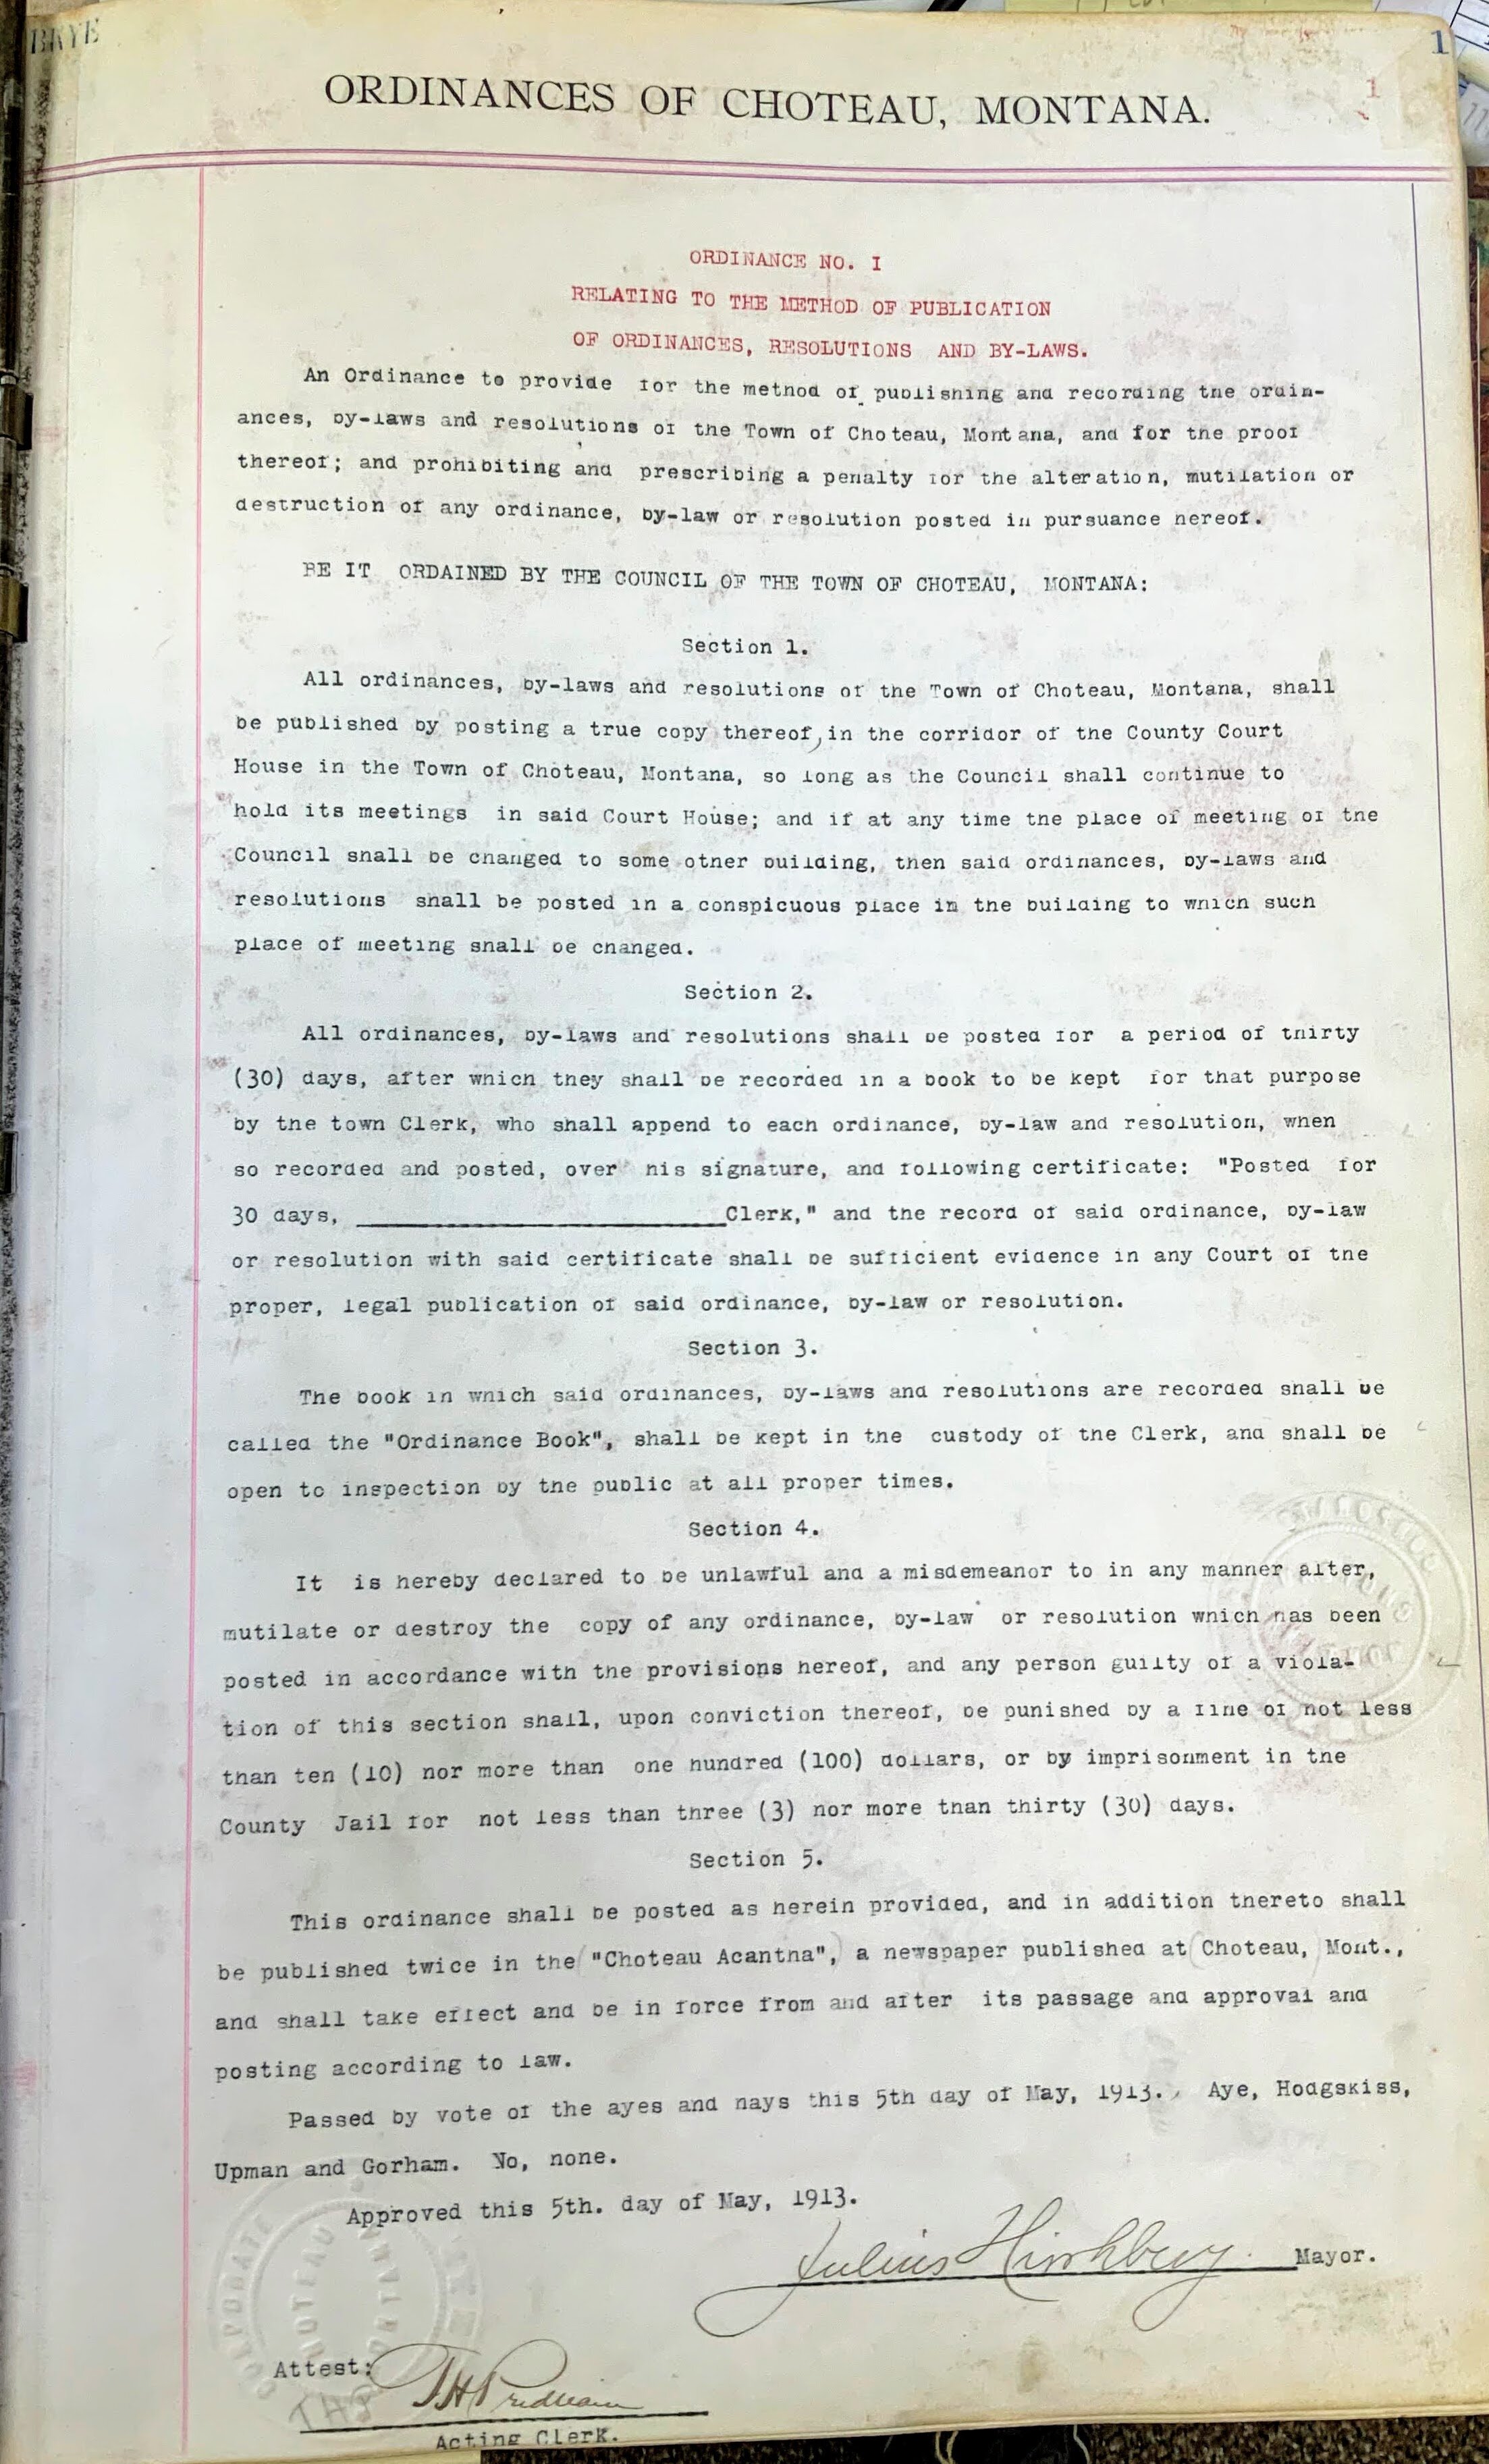 1
ORDINANCES OF CHOTEAU, MONTANA.
1
ORDINANCE NO. I
RELATING TO THE METHOD OF PUBLICATION
OF ORDINANCES, RESOLUTIONS AND BY-LAWS.
An Ordinance to provide for the method of publishing and recording the ordin-
ances, by-laws and resolutions of the Town of Choteau, Montana, and for the proof
thereof; and prohibiting and prescribing a penalty for the alteration, mutilation or
destruction of any ordinance, by-law or resolution posted in pursuance hereof.
BE IT ORDAINED BY THE COUNCIL OF THE TOWN OF CHOTEAU, MONTANA:
Section 1.
All ordinances, by-laws and resolutions of the Town of Choteau, Montana, shall
be published by posting a true copy thereof, in the corridor of the County Court
House in the Town of Choteau, Montana, so long as the Council shall continue to
hold its meetings in said Court House; and if at any time the place of meeting of the
Council shall be changed to some other building, then said ordinances, by-laws and
resolutions shall be posted in a conspicuous place in the building to which such
place of meeting shall be changed.
Section 2.
All ordinances, by-laws and resolutions shall be posted for a period of thirty
(30) days, after which they shall be recorded in a book to be kept for that purpose
by the town Clerk, who shall append to each ordinance, by-law and resolution, when
so recorded and posted, over his signature, and following certificate: "Posted for
30 days, ____________________Clerk," and the record of said ordinance, by-law
or resolution with said certificate shall be sufficient evidence in any Court of the
proper, legal publication of said ordinance, by-law or resolution.
Section 3.
The book in which said ordinances, by-laws and resolutions are recorded shall be
called the "Ordinance Book", shall be kept in the custody of the Clerk, and shall be
open to inspection by the public at all proper times.
Section 4.
It is hereby declared to be unlawful and a misdemeanor to in any manner alter,
mutilate or destroy the copy of any ordinance, by-law or resolution which has been
posted in accordance with the provisions hereof, and any person guilty of a viola-
tion of this section shall, upon conviction thereof, be punished by a fine of not less
than ten (10) nor more than one hundred (100) dollars, or by imprisonment in the
County Jail for not less than three (3) nor more than thirty (30) days.
Section 5.
This ordinance shall be posted as herein provided, and in addition thereto shall
be published twice in the "Choteau Acantha", a newspaper published at Choteau, Mont.,
and shall take effect and be in force from and after its passage and approval and
posting according to law.
Passed by vote of the ayes and nays this 5th day of May, 1913. Aye, Hodgskiss,
Upman and Gorham. No, none.
Approved this 5th. day of May, 1913.
Julius Hirshberg Mayor.
Attest:
Acting Clerk.